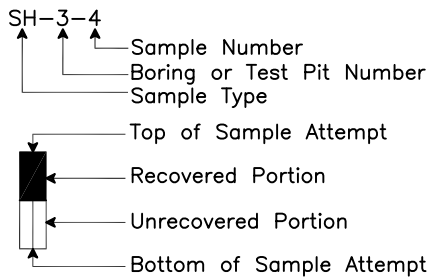 SH-3-4
Sample Number
Boring or Test Pit Number
Sample Type
Top of Sample Attempt
Recovered Portion
Unrecovered Portion
Bottom of Sample Attempt